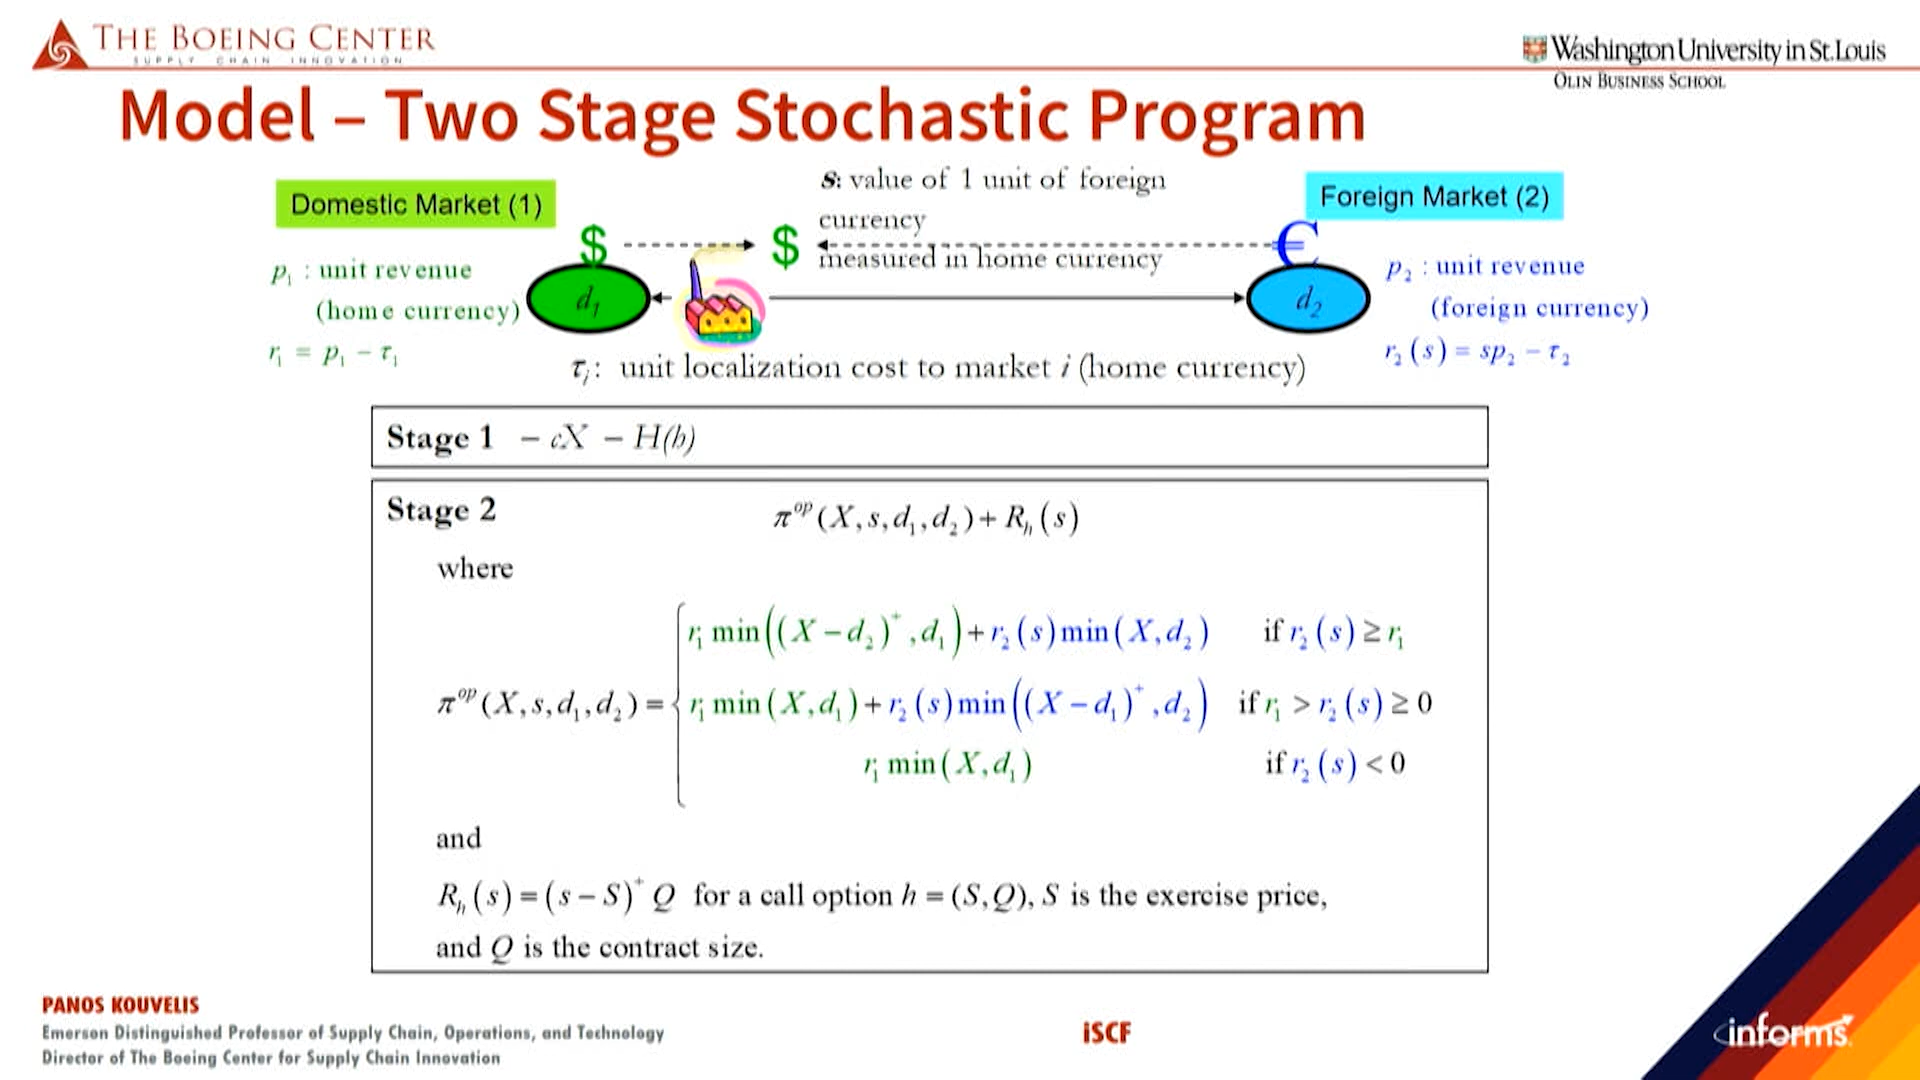 THE BOEING CENTER
SUPPLY CHAIN INNOVATION
Washington University in St. Louis
OLIN BUSINESS SCHOOL
Model – Two Stage Stochastic Program
Domestic Market (1)
s: value of 1 unit of foreign
currency
measured in home currency
Foreign Market (2)
$
$
€
p₁ : unit revenue
(home currency)
r₁ = p₁ − τ₁
d₁
d₂
p₂ : unit revenue
(foreign currency)
r₂(s) = sp₂ − τ₂
τᵢ: unit localization cost to market i (home currency)
Stage 1 − cX − H(h)
Stage 2 π^op(X,s,d₁,d₂) + R_h(s)
where
π^op(X,s,d₁,d₂) = {
r₁ min((X − d₂)⁺, d₁) + r₂(s) min(X,d₂) if r₂(s) ≥ r₁
r₁ min(X,d₁) + r₂(s) min((X − d₁)⁺, d₂) if r₁ > r₂(s) ≥ 0
r₁ min(X,d₁) if r₂(s) < 0
and
R_h(s) = (s − S)⁺ Q for a call option h = (S,Q), S is the exercise price,
and Q is the contract size.
PANOS KOUVELIS
Emerson Distinguished Professor of Supply Chain, Operations, and Technology
Director of The Boeing Center for Supply Chain Innovation
iSCF
informs